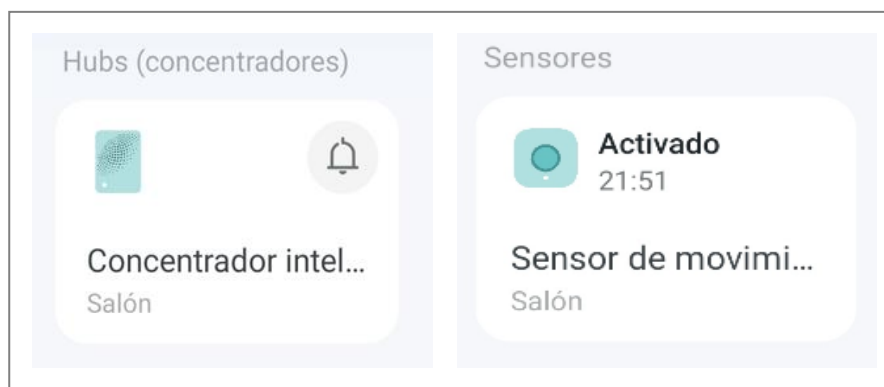 Hubs (concentradores)
Concentrador intel...
Salón
Sensores
Activado
21:51
Sensor de movimi...
Salón